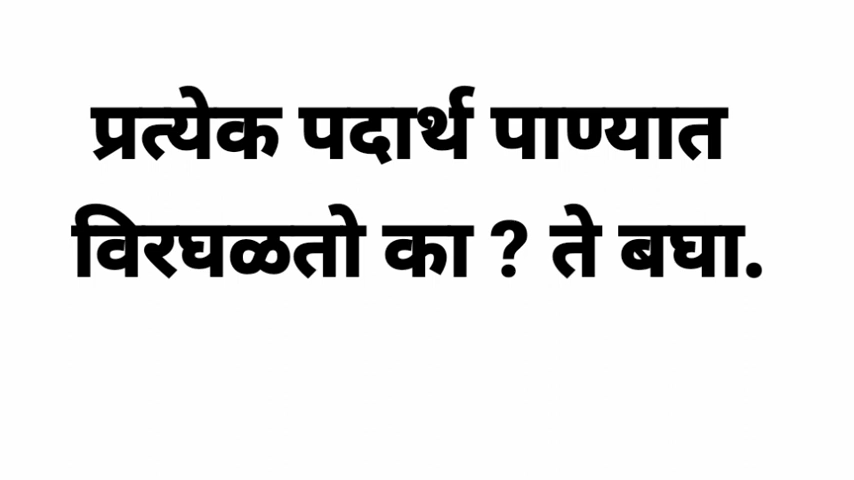 प्रत्येक पदार्थ पाण्यात
विरघळतो का ? ते बघा.